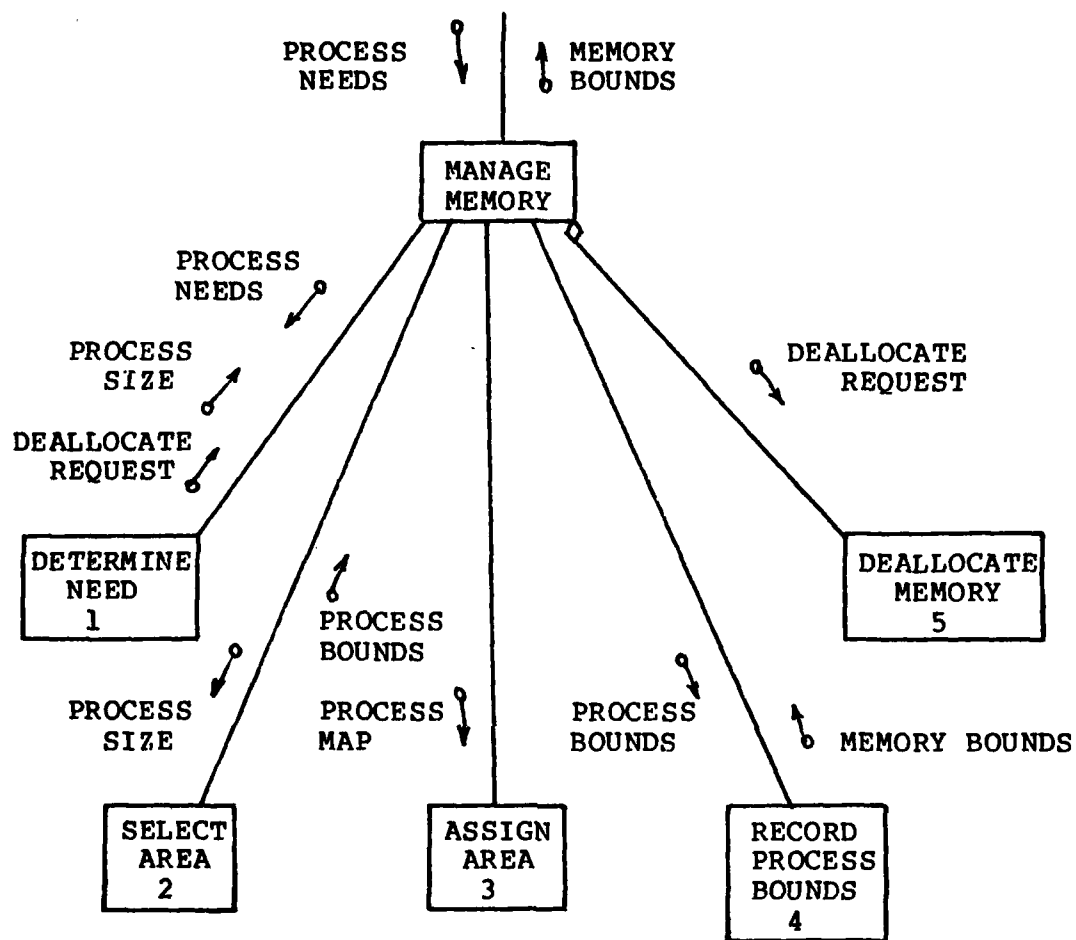 PROCESS
NEEDS
MEMORY
BOUNDS
MANAGE
MEMORY
PROCESS
NEEDS
PROCESS
SIZE
DEALLOCATE
REQUEST
DEALLOCATE
REQUEST
DETERMINE
NEED
1
DEALLOCATE
MEMORY
5
PROCESS
BOUNDS
PROCESS
SIZE
PROCESS
MAP
PROCESS
BOUNDS
MEMORY BOUNDS
SELECT
AREA
2
ASSIGN
AREA
3
RECORD
PROCESS
BOUNDS
4